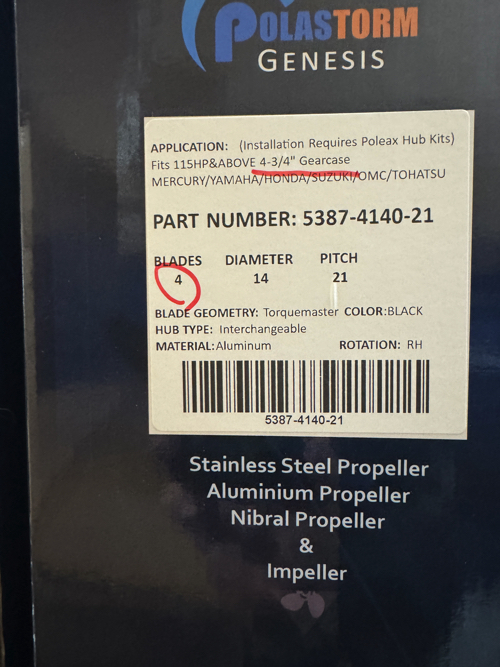 POLASTORM
GENESIS
APPLICATION: (Installation Requires Poleax Hub Kits)
Fits 115HP&ABOVE 4-3/4" Gearcase
MERCURY/YAMAHA/HONDA/SUZUKI/OMC/TOHATSU
PART NUMBER: 5387-4140-21
BLADES DIAMETER PITCH
4 14 21
BLADE GEOMETRY: Torquemaster COLOR:BLACK
HUB TYPE: Interchangeable
MATERIAL:Aluminum ROTATION: RH
5387-4140-21
Stainless Steel Propeller
Aluminium Propeller
Nibral Propeller
&
Impeller